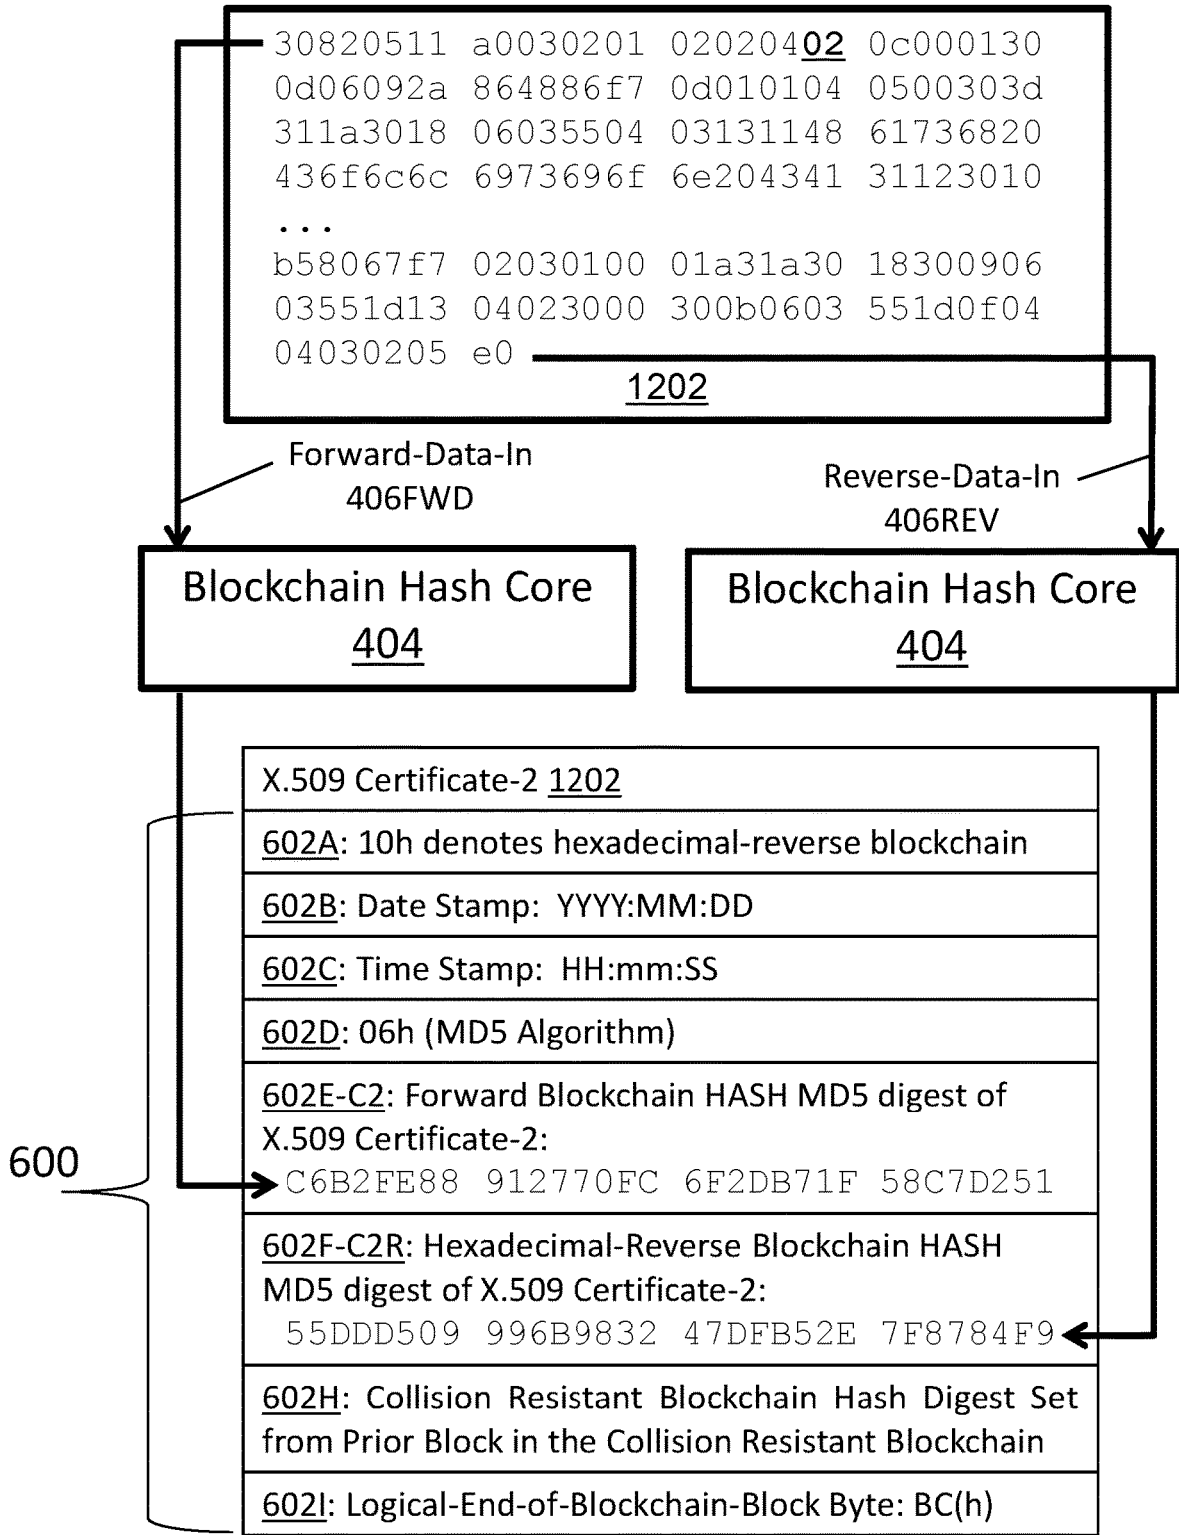 30820511 a0030201 02020402 0c000130
0d06092a 864886f7 0d010104 0500303d
311a3018 06035504 03131148 61736820
436f6c6c 6973696f 6e204341 31123010
...
b58067f7 02030100 01a31a30 18300906
03551d13 04023000 300b0603 551d0f04
04030205 e0
1202
Forward-Data-In
406FWD
Reverse-Data-In
406REV
Blockchain Hash Core
404
Blockchain Hash Core
404
X.509 Certificate-2 1202
602A: 10h denotes hexadecimal-reverse blockchain
602B: Date Stamp: YYYY:MM:DD
602C: Time Stamp: HH:mm:SS
602D: 06h (MD5 Algorithm)
602E-C2: Forward Blockchain HASH MD5 digest of
X.509 Certificate-2:
C6B2FE88 912770FC 6F2DB71F 58C7D251
600
602F-C2R: Hexadecimal-Reverse Blockchain HASH
MD5 digest of X.509 Certificate-2:
55DDD509 996B9832 47DFB52E 7F8784F9
602H: Collision Resistant Blockchain Hash Digest Set
from Prior Block in the Collision Resistant Blockchain
602I: Logical-End-of-Blockchain-Block Byte: BC(h)